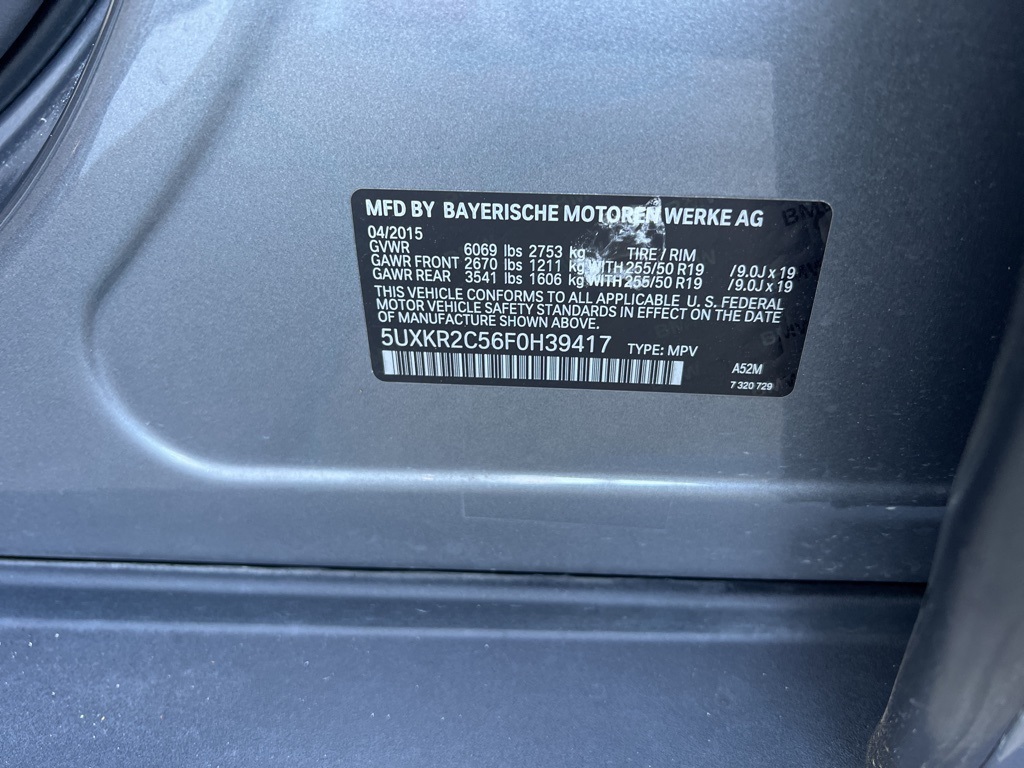 MFD BY BAYERISCHE MOTOREN WERKE AG
04/2015
GVWR 6069 lbs 2753 kg TIRE / RIM
GAWR FRONT 2670 lbs 1211 kg WITH 255/50 R19 /9.0J x 19
GAWR REAR 3541 lbs 1606 kg WITH 255/50 R19 /9.0J x 19
THIS VEHICLE CONFORMS TO ALL APPLICABLE U. S. FEDERAL
MOTOR VEHICLE SAFETY STANDARDS IN EFFECT ON THE DATE
OF MANUFACTURE SHOWN ABOVE.
5UXKR2C56F0H39417 TYPE: MPV
A52M
7 320 729